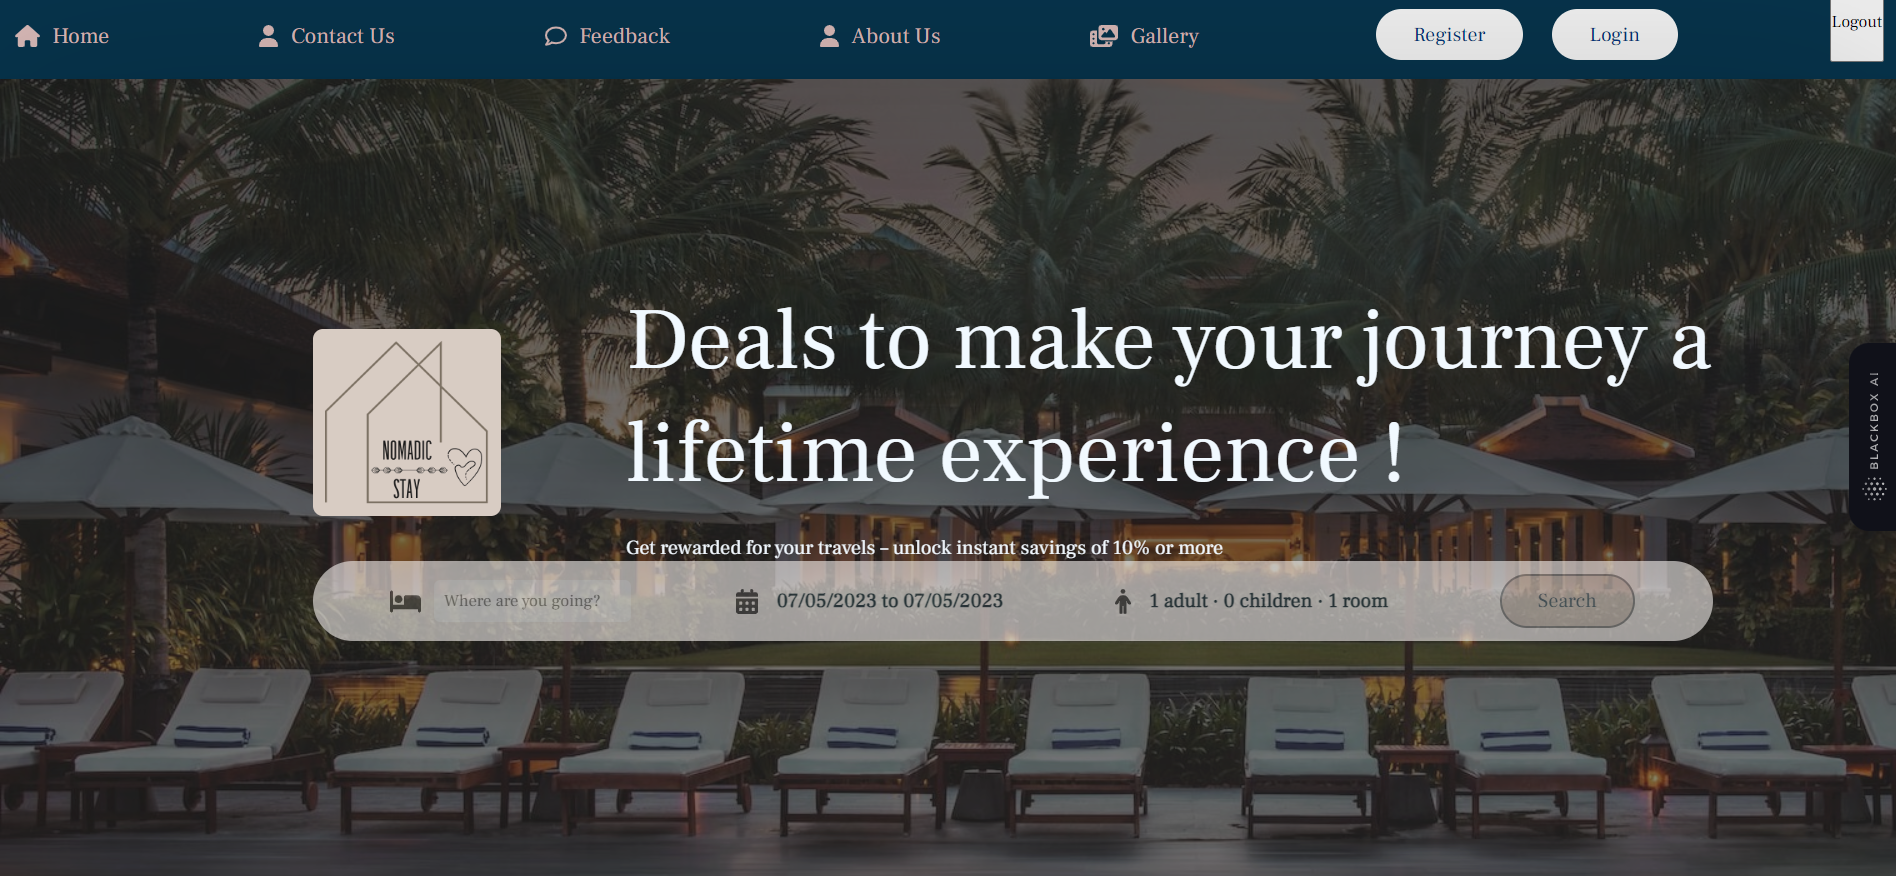 Home
Contact Us
Feedback
About Us
Gallery
Register
Login
Logout
Deals to make your journey a
lifetime experience !
NOMADIC
STAY
BLACKBOX AI
Get rewarded for your travels – unlock instant savings of 10% or more
Where are you going?
07/05/2023 to 07/05/2023
1 adult · 0 children · 1 room
Search